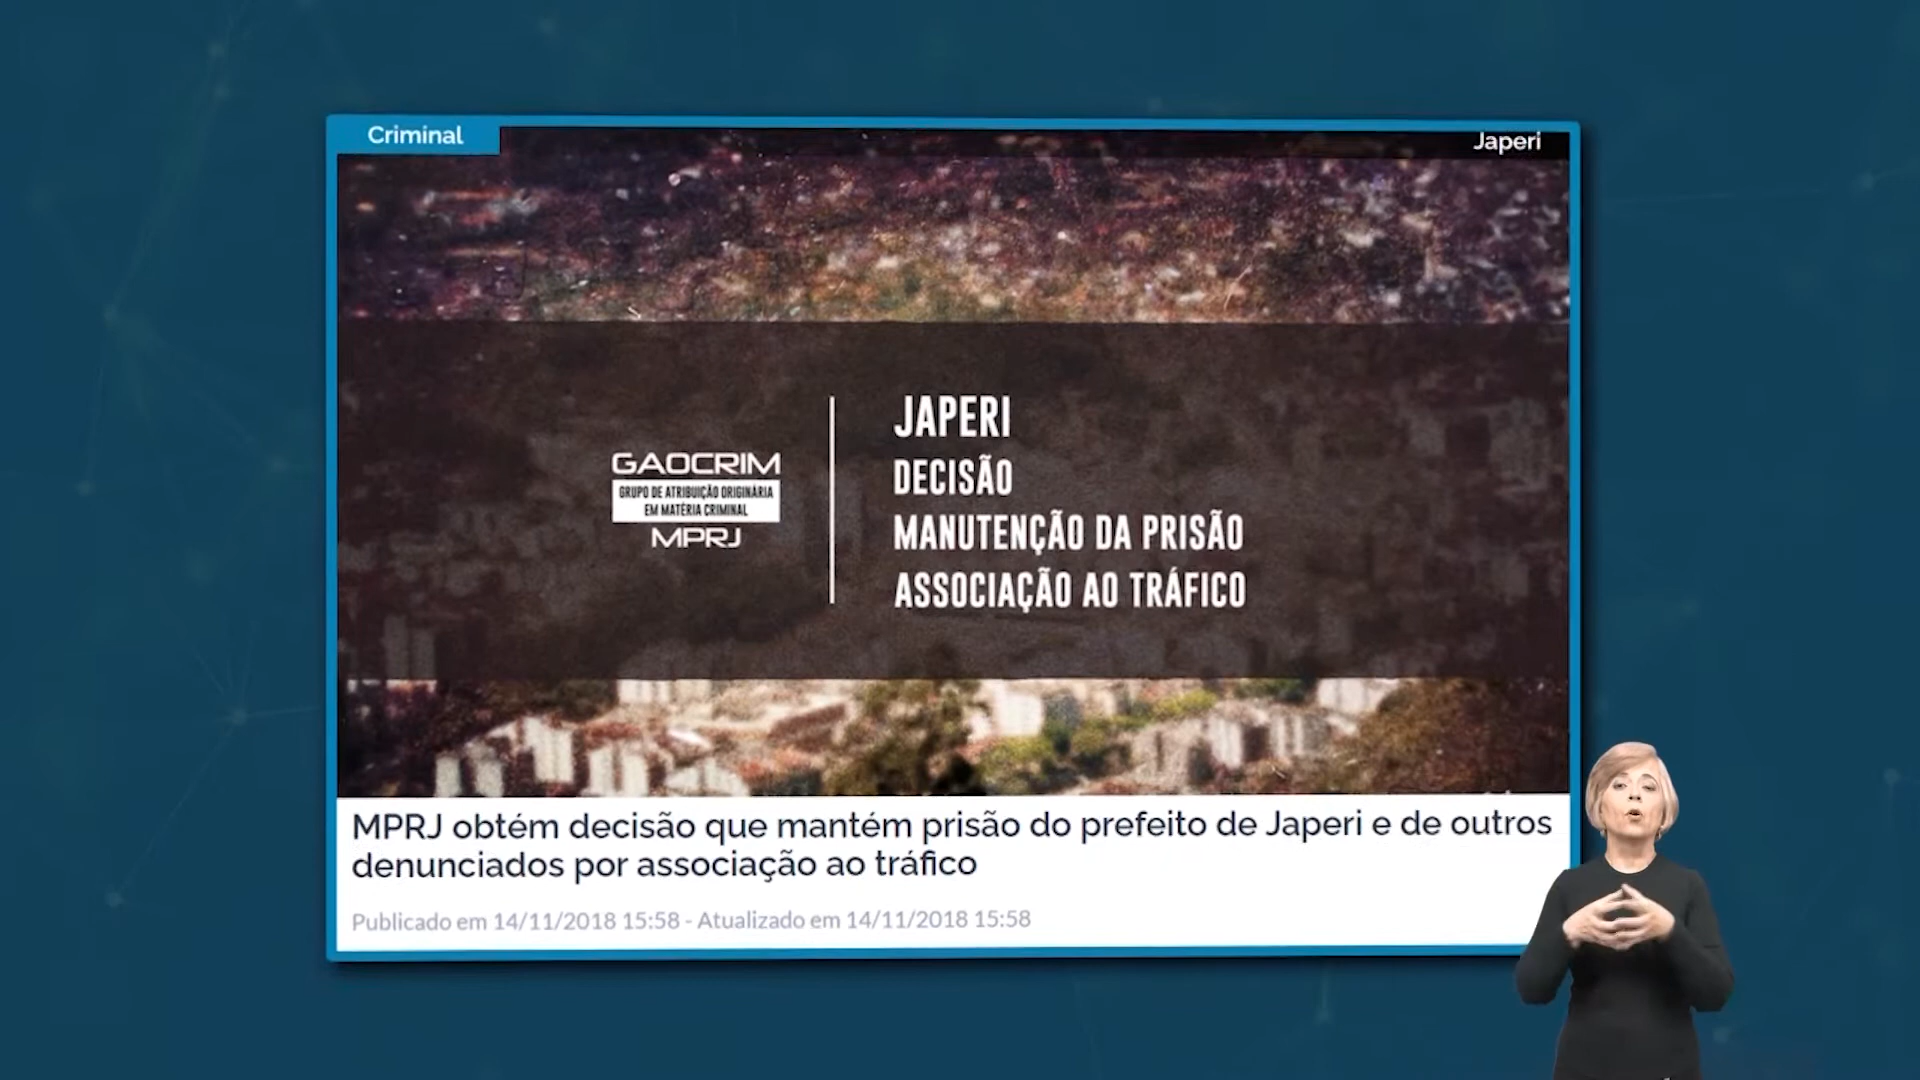 Criminal
Japeri
GAOCRIM
GRUPO DE ATRIBUIÇÃO ORIGINÁRIA
EM MATÉRIA CRIMINAL
MPRJ
JAPERI
DECISÃO
MANUTENÇÃO DA PRISÃO
ASSOCIAÇÃO AO TRÁFICO
MPRJ obtém decisão que mantém prisão do prefeito de Japeri e de outros
denunciados por associação ao tráfico
Publicado em 14/11/2018 15:58 - Atualizado em 14/11/2018 15:58